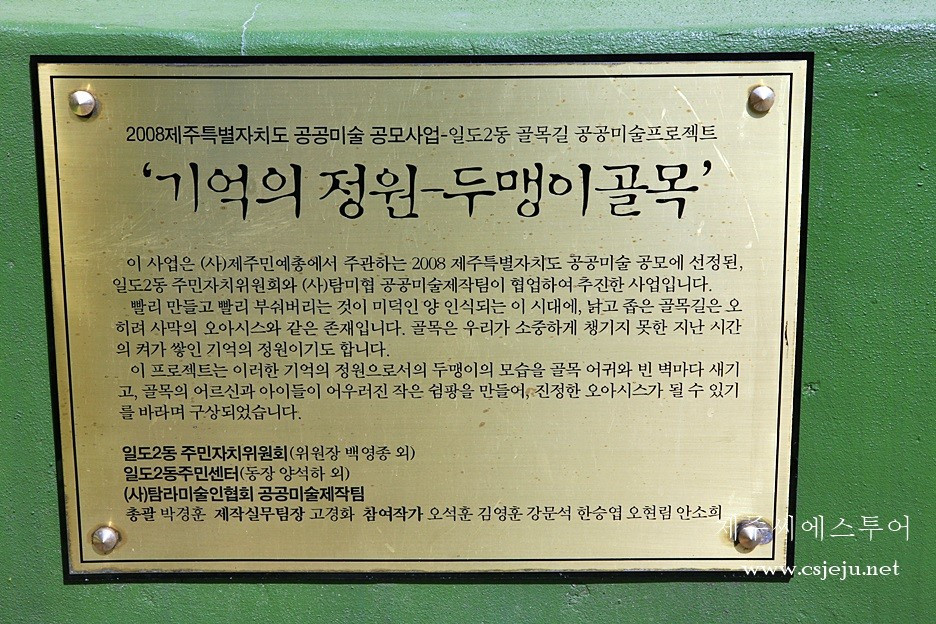 2008제주특별자치도 공공미술 공모사업-일도2동 골목길 공공미술프로젝트
‘기억의 정원-두맹이골목’
이 사업은 (사)제주민예총에서 주관하는 2008 제주특별자치도 공공미술 공모에 선정된,
일도2동 주민자치위원회와 (사)탐미협 공공미술제작팀이 협업하여 추진한 사업입니다.
빨리 만들고 빨리 부숴버리는 것이 미덕인 양 인식되는 이 시대에, 낡고 좁은 골목길은 오
히려 사막의 오아시스와 같은 존재입니다. 골목은 우리가 소중하게 챙기지 못한 지난 시간
의 켜가 쌓인 기억의 정원이기도 합니다.
이 프로젝트는 이러한 기억의 정원으로서의 두맹이의 모습을 골목 어귀와 빈 벽마다 새기
고, 골목의 어르신과 아이들이 어우러진 작은 쉼팡을 만들어, 진정한 오아시스가 될 수 있기
를 바라며 구상되었습니다.
일도2동 주민자치위원회(위원장 백영종 외)
일도2동주민센터(동장 양석하 외)
(사)탐라미술인협회 공공미술제작팀
총괄 박경훈 제작실무팀장 고경화 참여작가 오석훈 김영훈 강문석 한승엽 오현림 안소희
제주씨에스투어
www.csjeju.net